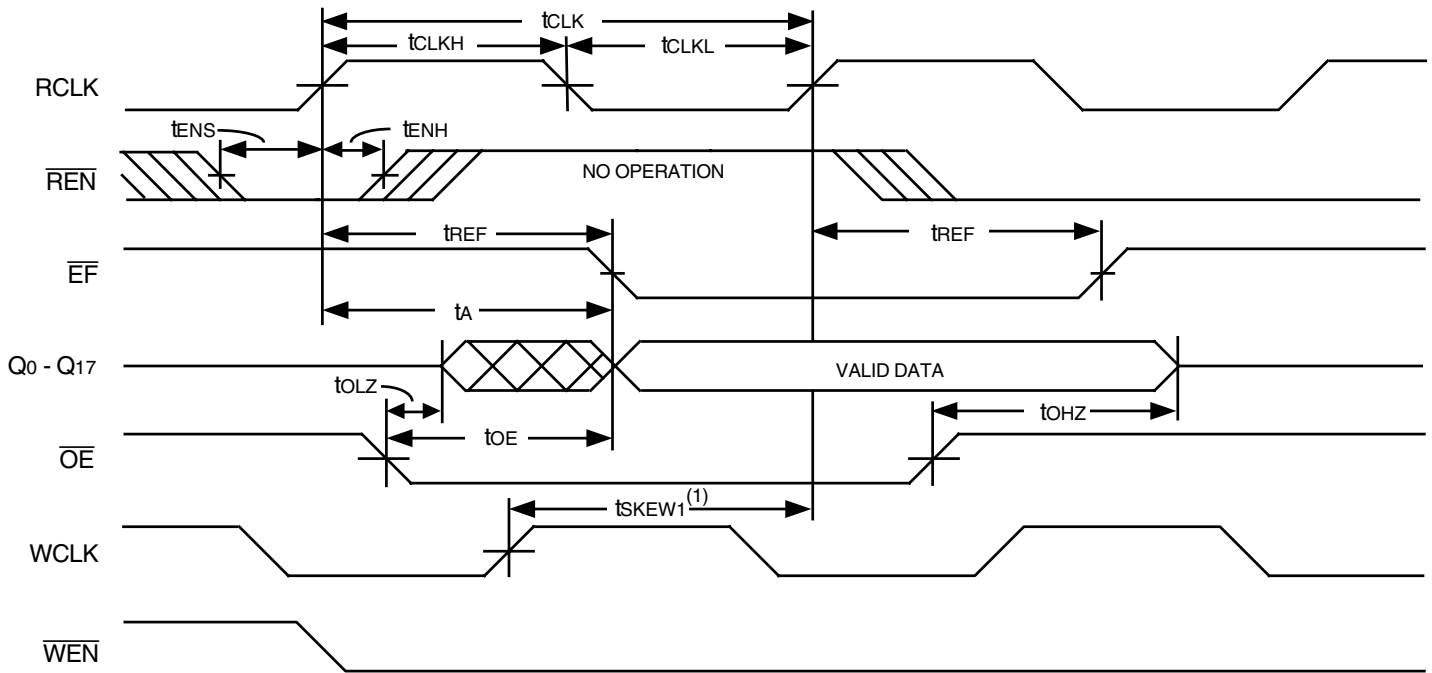 tCLK
tCLKH
tCLKL
RCLK
tENS
tENH
REN
NO OPERATION
tREF
tREF
EF
tA
Q0 - Q17
VALID DATA
tOLZ
tOHZ
tOE
OE
tSKEW1(1)
WCLK
WEN